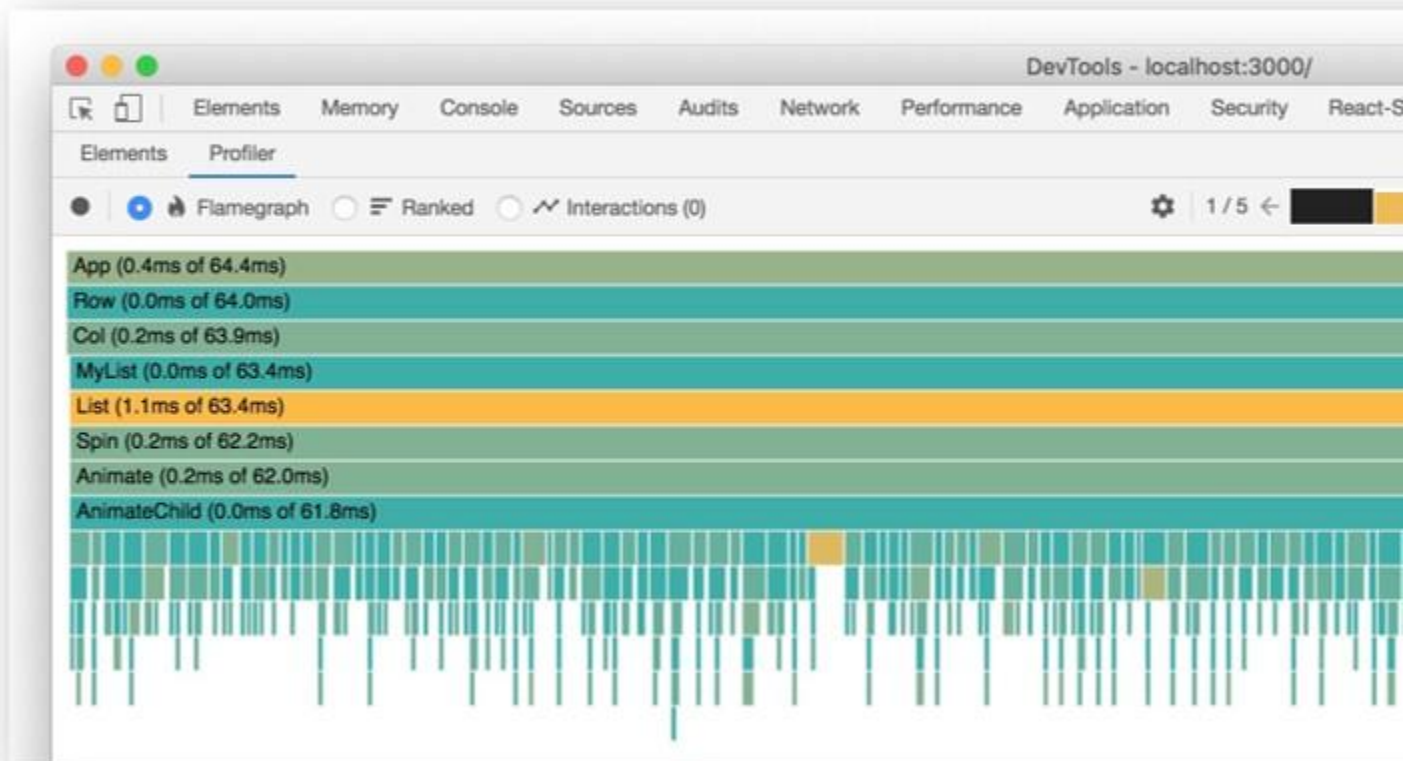 DevTools - localhost:3000/
Elements Memory Console Sources Audits Network Performance Application Security React-S
Elements Profiler
Flamegraph Ranked Interactions (0) 1 / 5
App (0.4ms of 64.4ms)
Row (0.0ms of 64.0ms)
Col (0.2ms of 63.9ms)
MyList (0.0ms of 63.4ms)
List (1.1ms of 63.4ms)
Spin (0.2ms of 62.2ms)
Animate (0.2ms of 62.0ms)
AnimateChild (0.0ms of 61.8ms)